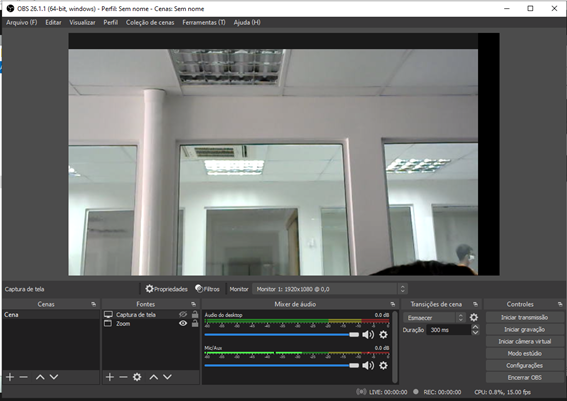 OBS 26.1.1 (64-bit, windows) - Perfil: Sem nome - Cenas: Sem nome
Arquivo (F) Editar Visualizar Perfil Coleção de cenas Ferramentas (T) Ajuda (H)
Captura de tela Propriedades Filtros Monitor Monitor 1: 1920x1080 @ 0,0
Cenas Fontes Mixer de áudio Transições de cena Controles
Cena
Captura de tela
Zoom
Áudio do desktop 0.0 dB
Mic/Aux 0.0 dB
Esmaecer
Duração 300 ms
Iniciar transmissão
Iniciar gravação
Iniciar câmera virtual
Modo estúdio
Configurações
Encerrar OBS
LIVE: 00:00:00 REC: 00:00:00 CPU: 0.8%, 15.00 fps